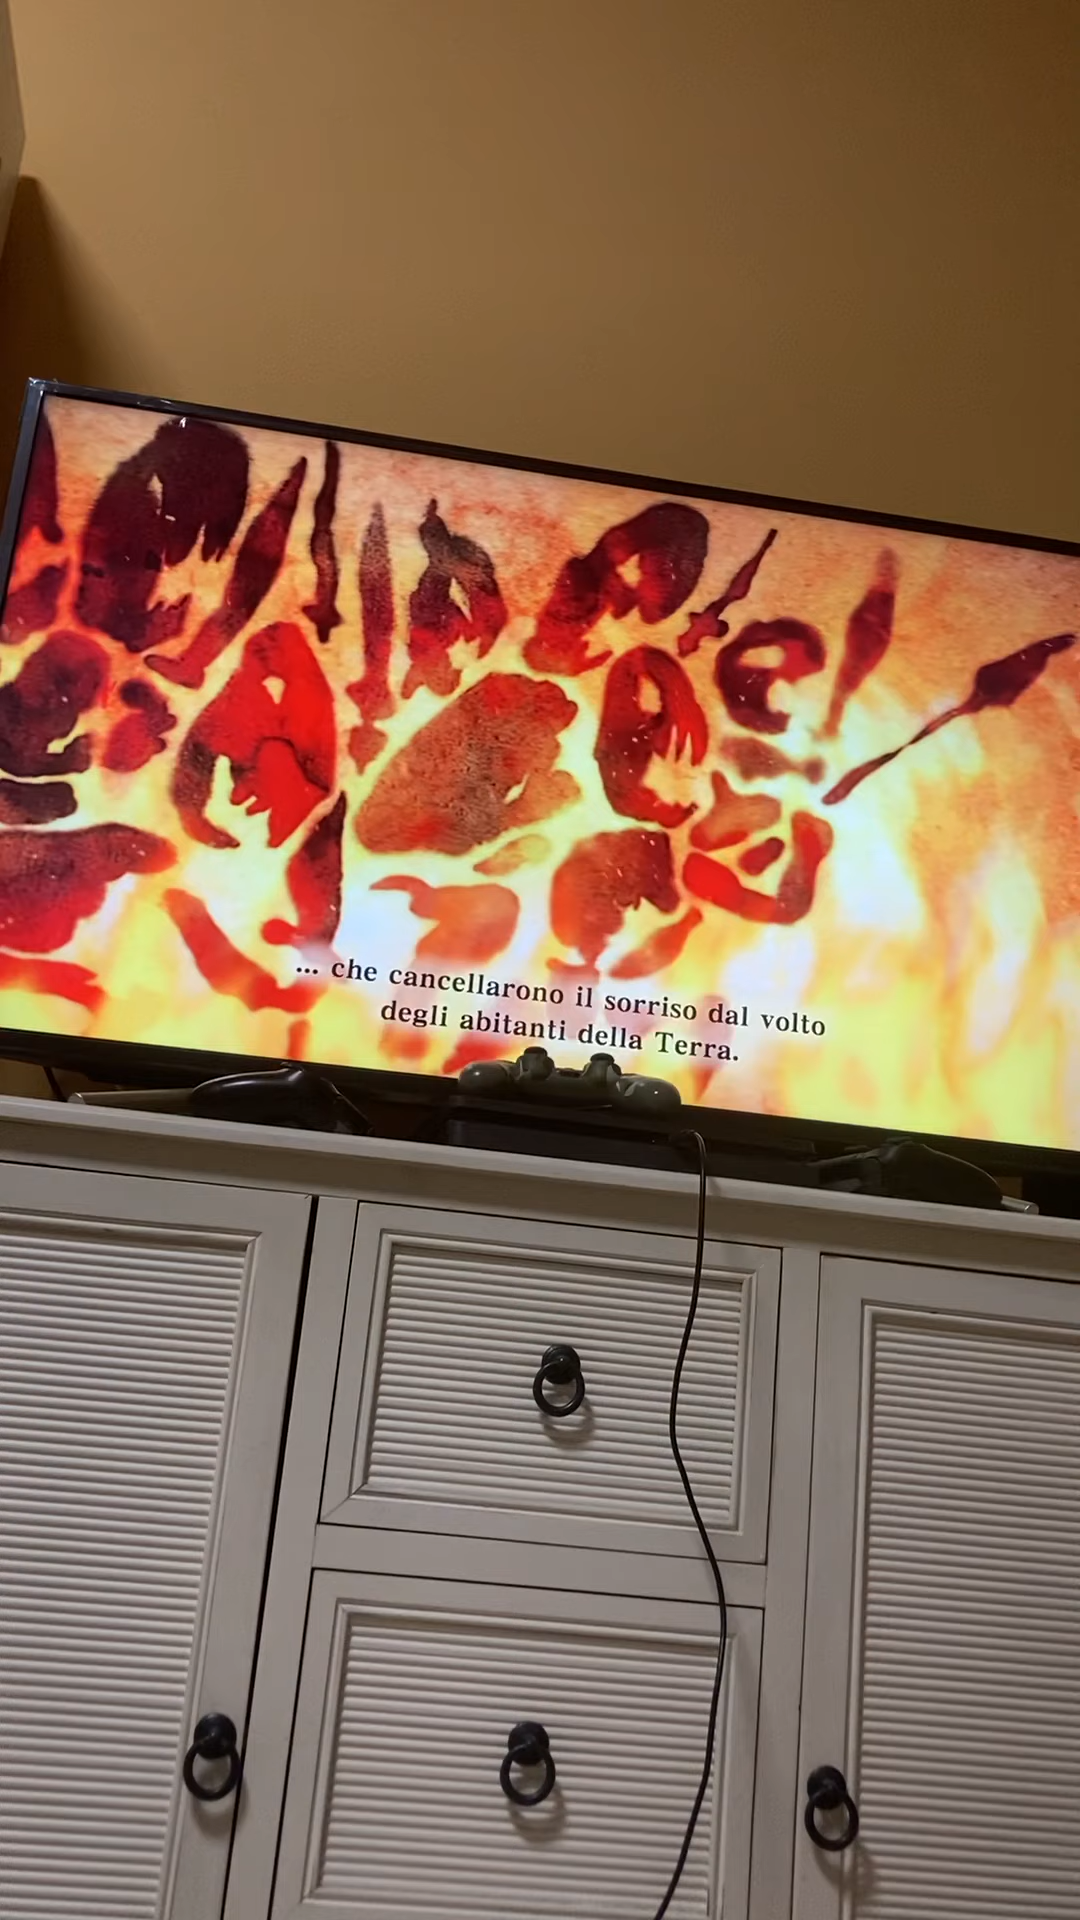 ... che cancellarono il sorriso dal volto
degli abitanti della Terra.